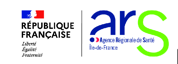 RÉPUBLIQUE
FRANÇAISE
Liberté
Égalité
Fraternité
ars
Agence Régionale de Santé
Île-de-France